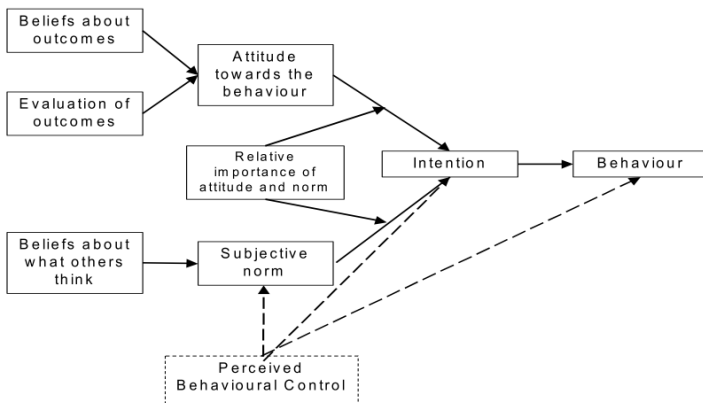 Beliefs about
outcomes
Attitude
towards the
behaviour
Evaluation of
outcomes
Relative
importance of
attitude and norm
Intention
Behaviour
Beliefs about
what others
think
Subjective
norm
Perceived
Behavioural Control